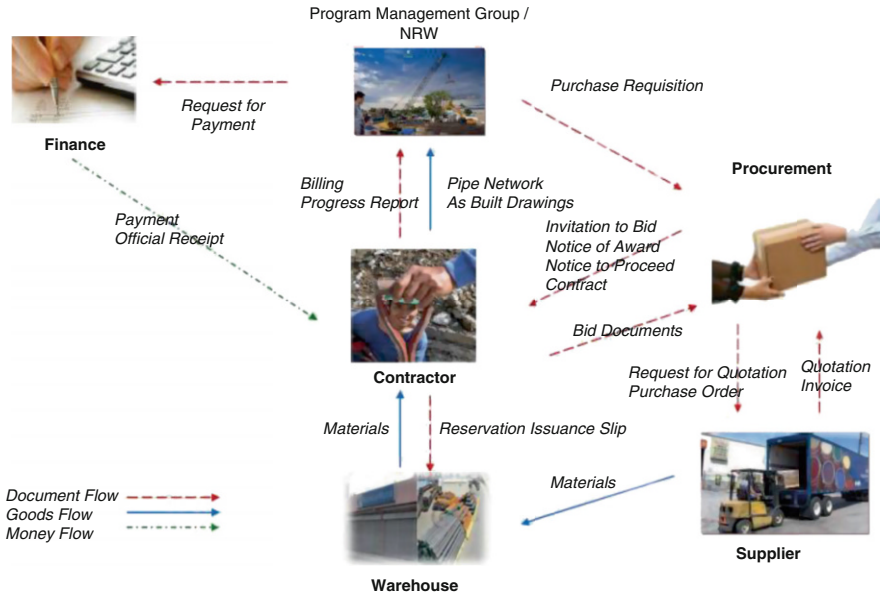 Program Management Group /
NRW
Request for
Payment
Finance
Purchase Requisition
Procurement
Payment
Official Receipt
Billing
Progress Report
Pipe Network
As Built Drawings
Invitation to Bid
Notice of Award
Notice to Proceed
Contract
Bid Documents
Contractor
Request for Quotation
Purchase Order
Quotation
Invoice
Materials
Reservation Issuance Slip
Materials
Document Flow
Goods Flow
Money Flow
Supplier
Warehouse